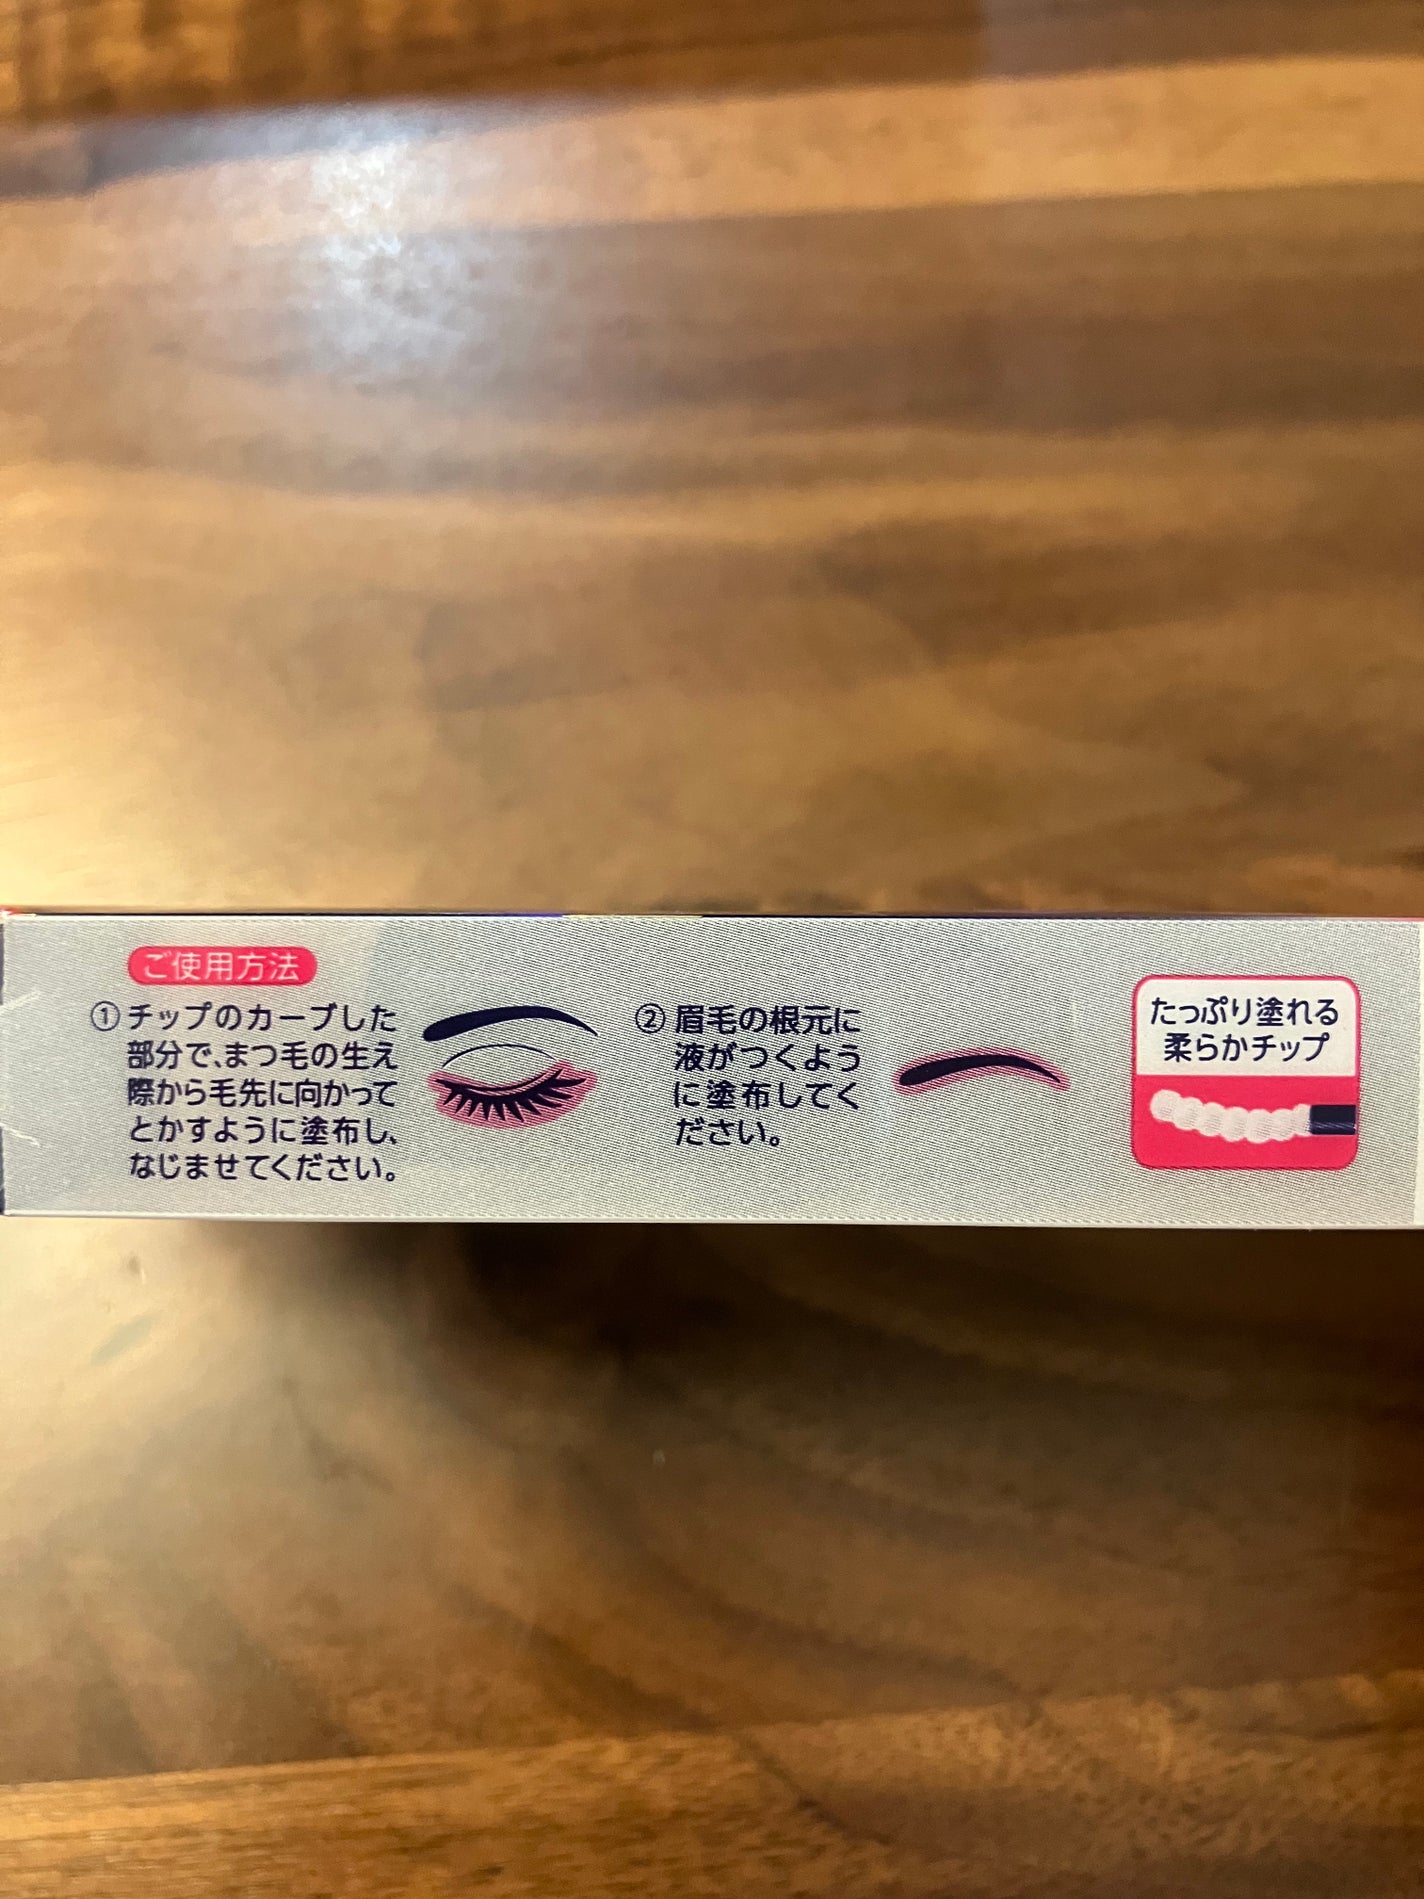 ご使用方法
①チップのカーブした
部分で、まつ毛の生え
際から毛先に向かって
とかすように塗布し、
なじませてください。
②眉毛の根元に
液がつくよう
に塗布してく
ださい。
たっぷり塗れる
柔らかチップ